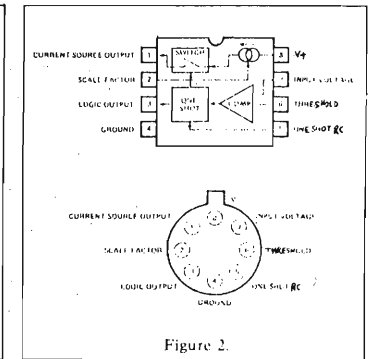 CURRENT SOURCE OUTPUT 1 SWITCH 8 V+
SCALE FACTOR 2 INPUT VOLTAGE
LOGIC OUTPUT 3 ONE SHOT COMP 6 THRESHOLD
GROUND 4 ONE SHOT RC
CURRENT SOURCE OUTPUT INPUT VOLTAGE
SCALE FACTOR THRESHOLD
LOGIC OUTPUT ONE SHOT RC
GROUND
Figure 2.